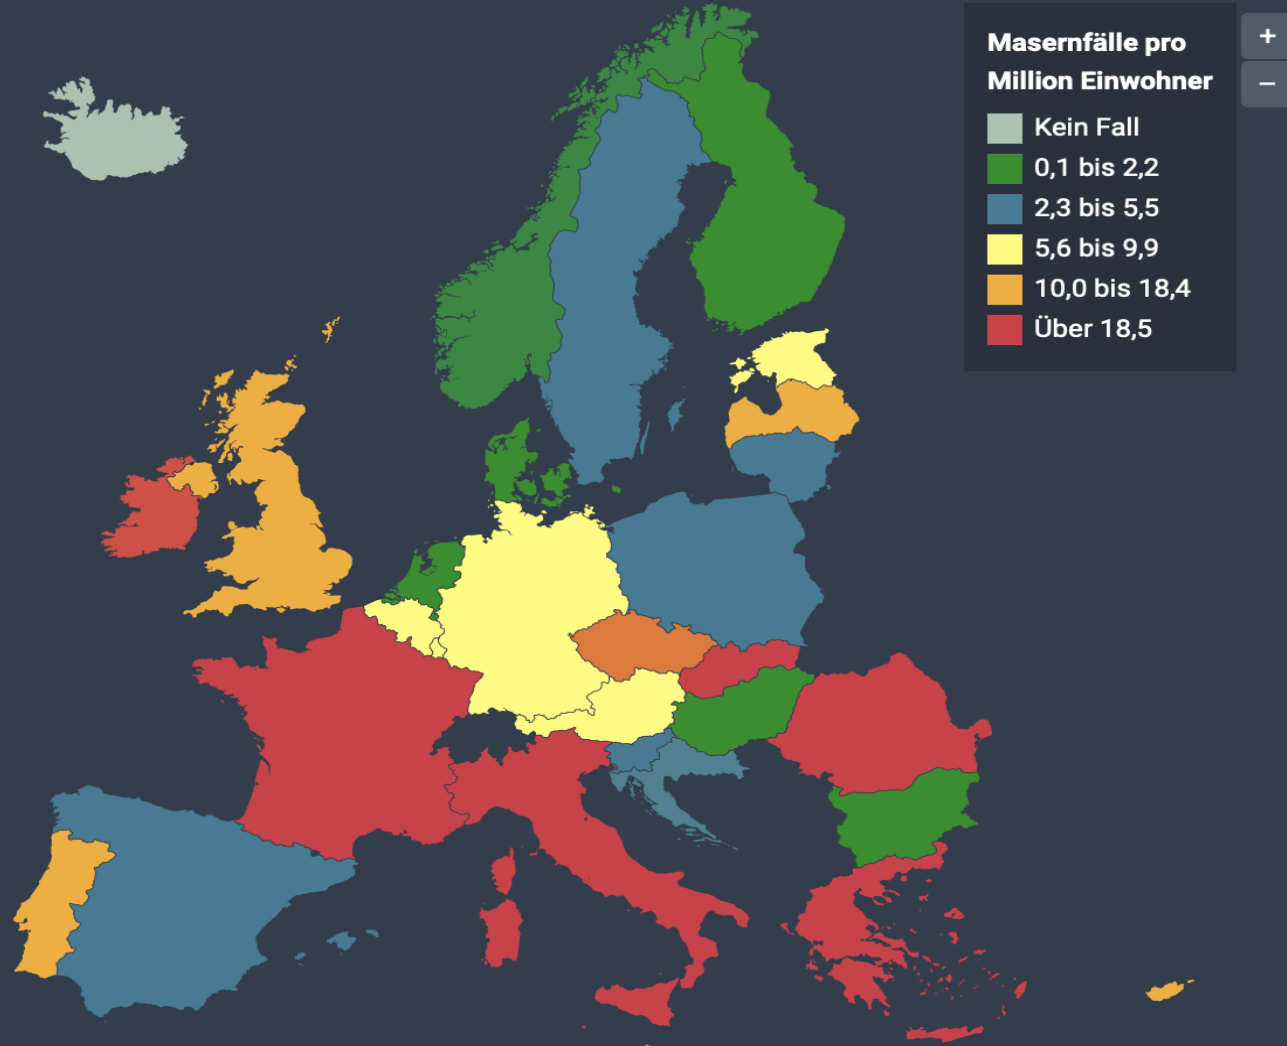 Masernfälle pro
Million Einwohner
Kein Fall
0,1 bis 2,2
2,3 bis 5,5
5,6 bis 9,9
10,0 bis 18,4
Über 18,5
+
−